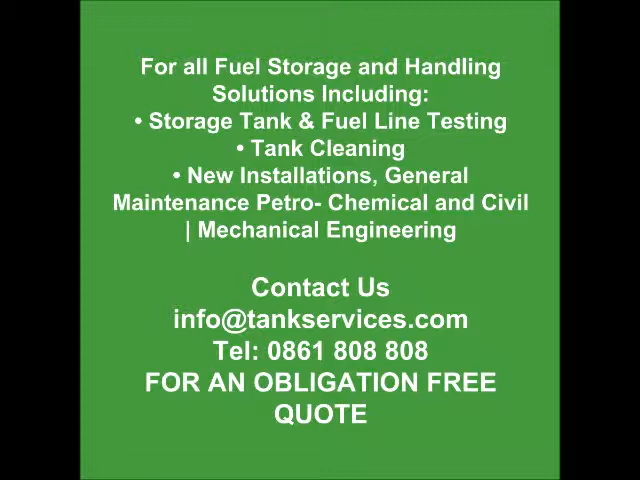 For all Fuel Storage and Handling
Solutions Including:
• Storage Tank & Fuel Line Testing
• Tank Cleaning
• New Installations, General
Maintenance Petro- Chemical and Civil
| Mechanical Engineering
Contact Us
info@tankservices.com
Tel: 0861 808 808
FOR AN OBLIGATION FREE
QUOTE